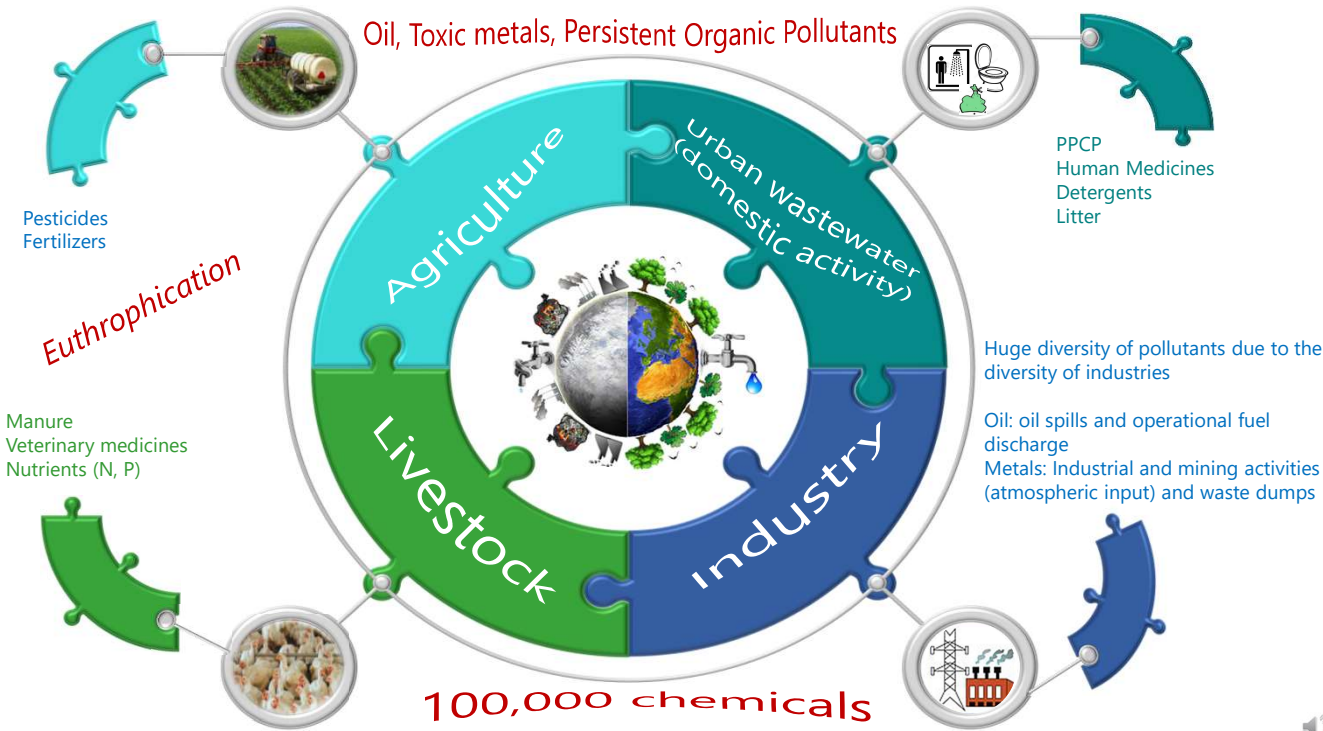 Oil, Toxic metals, Persistent Organic Pollutants
Agriculture
Urban wastewater
(domestic activity)
PPCP
Human Medicines
Detergents
Litter
Pesticides
Fertilizers
Euthrophication
Huge diversity of pollutants due to the
diversity of industries
Oil: oil spills and operational fuel
discharge
Metals: Industrial and mining activities
(atmospheric input) and waste dumps
Manure
Veterinary medicines
Nutrients (N, P)
Livestock
Industry
100,000 chemicals